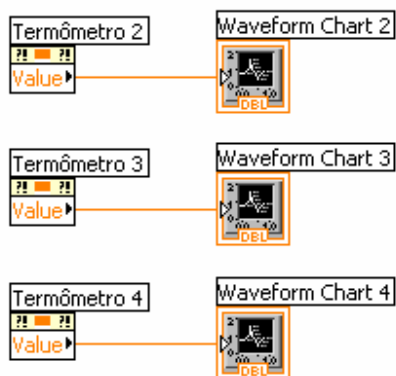 Termômetro 2
Waveform Chart 2
?! ?!
Value
DBL
Termômetro 3
Waveform Chart 3
?! ?!
Value
DBL
Termômetro 4
Waveform Chart 4
?! ?!
Value
DBL